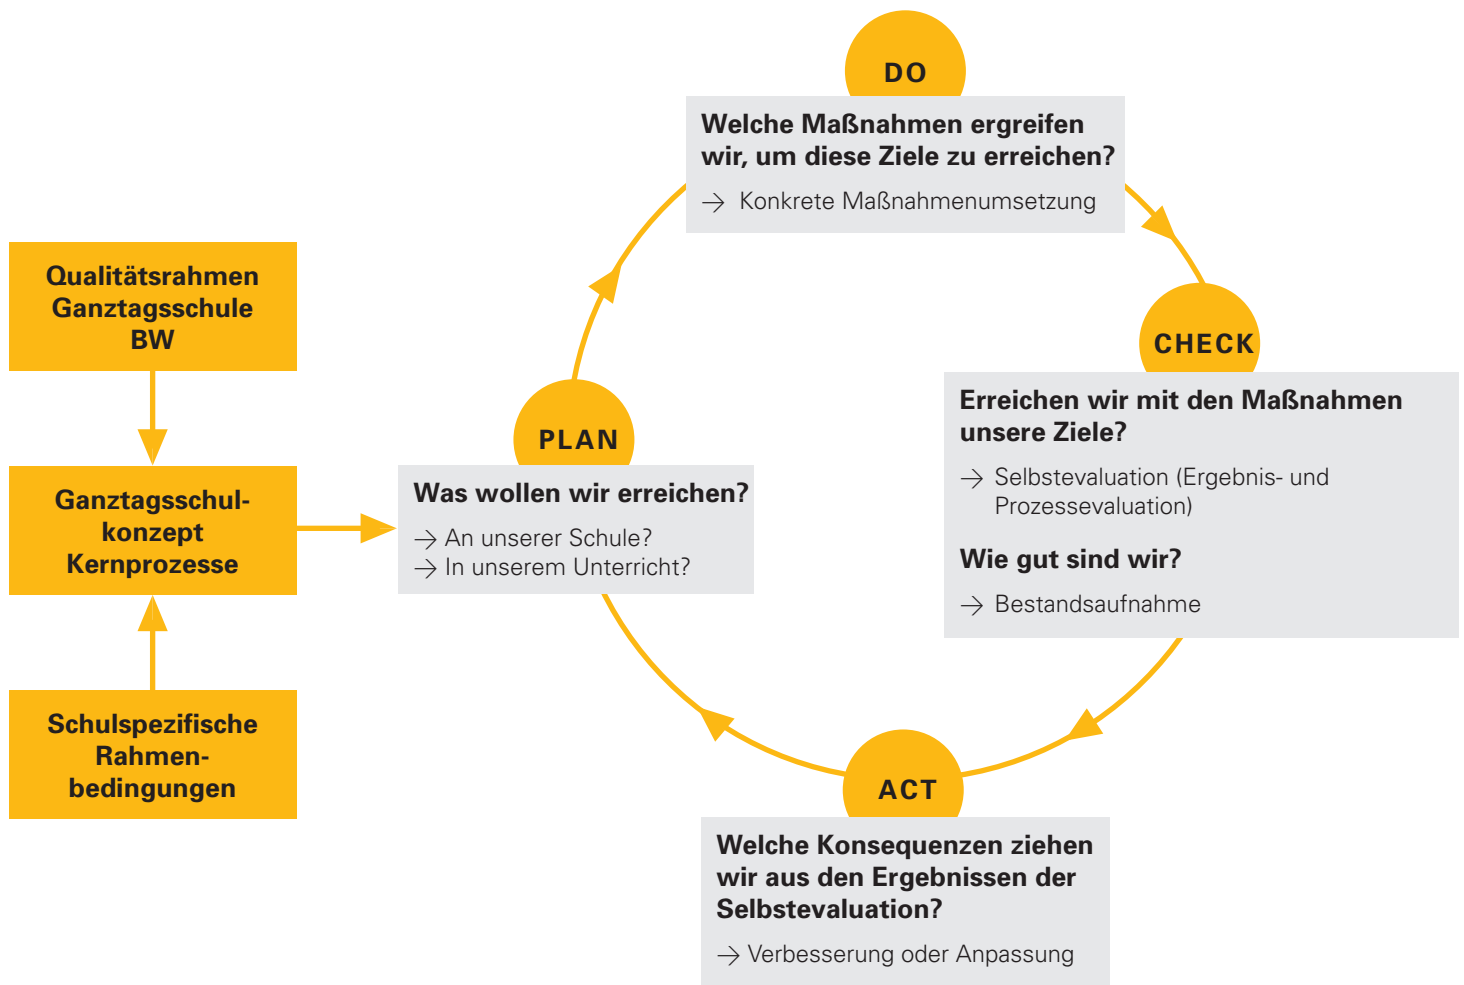 Qualitätsrahmen
Ganztagsschule
BW
Ganztagsschul-
konzept
Kernprozesse
Schulspezifische
Rahmen-
bedingungen
PLAN
Was wollen wir erreichen?
→ An unserer Schule?
→ In unserem Unterricht?
DO
Welche Maßnahmen ergreifen
wir, um diese Ziele zu erreichen?
→ Konkrete Maßnahmenumsetzung
CHECK
Erreichen wir mit den Maßnahmen
unsere Ziele?
→ Selbstevaluation (Ergebnis- und
Prozessevaluation)
Wie gut sind wir?
→ Bestandsaufnahme
ACT
Welche Konsequenzen ziehen
wir aus den Ergebnissen der
Selbstevaluation?
→ Verbesserung oder Anpassung